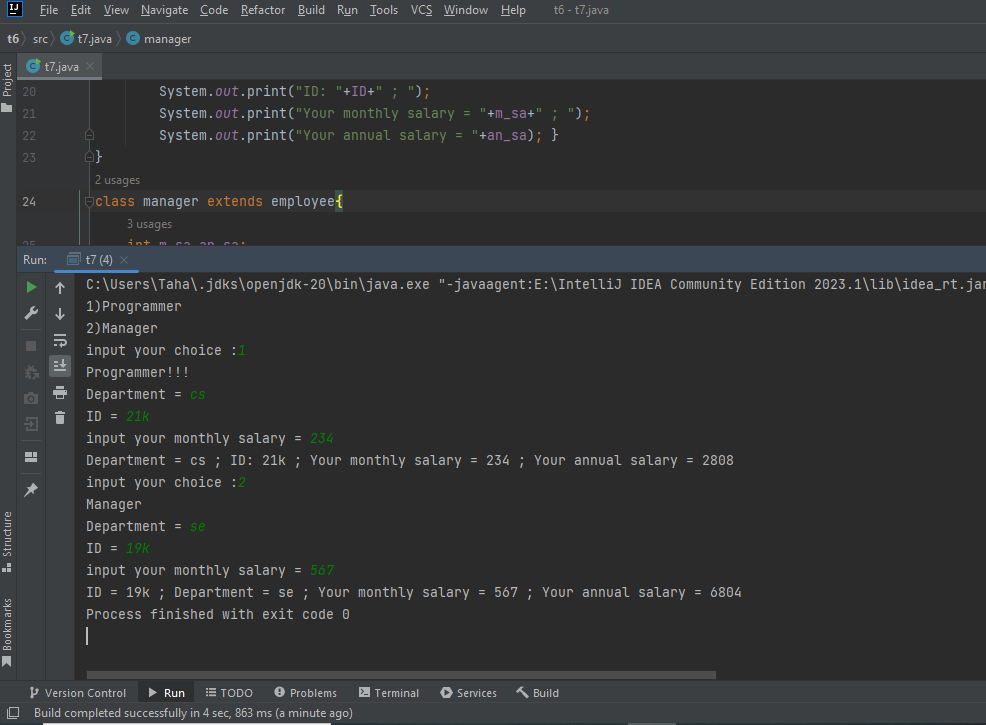 File Edit View Navigate Code Refactor Build Run Tools VCS Window Help t6 - t7.java
t6 src t7.java manager
Project
t7.java
20 System.out.print("ID: "+ID+" ; ");
21 System.out.print("Your monthly salary = "+m_sa+" ; ");
22 System.out.print("Your annual salary = "+an_sa); }
23 }
2 usages
24 class manager extends employee{
3 usages
25 int m_sa,an_sa;
Run: t7 (4)
C:\Users\Taha\.jdks\openjdk-20\bin\java.exe "-javaagent:E:\IntelliJ IDEA Community Edition 2023.1\lib\idea_rt.jar
1)Programmer
2)Manager
input your choice :1
Programmer!!!
Department = cs
ID = 21k
input your monthly salary = 234
Department = cs ; ID: 21k ; Your monthly salary = 234 ; Your annual salary = 2808
input your choice :2
Manager
Department = se
ID = 19k
input your monthly salary = 567
ID = 19k ; Department = se ; Your monthly salary = 567 ; Your annual salary = 6804
Process finished with exit code 0
Structure
Bookmarks
Version Control Run TODO Problems Terminal Services Build
Build completed successfully in 4 sec, 863 ms (a minute ago)